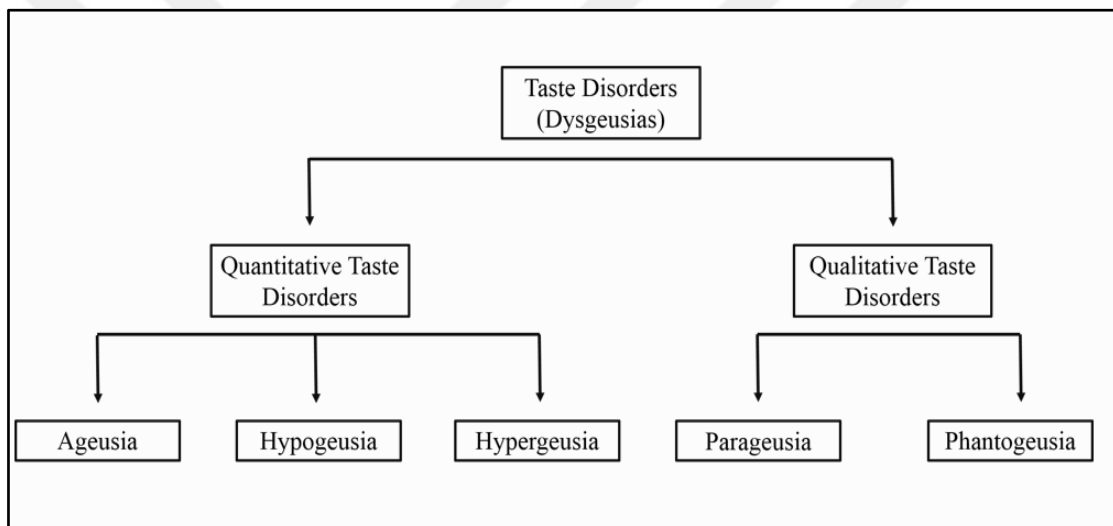 Taste Disorders
(Dysgeusias)
Quantitative Taste
Disorders
Qualitative Taste
Disorders
Ageusia
Hypogeusia
Hypergeusia
Parageusia
Phantogeusia